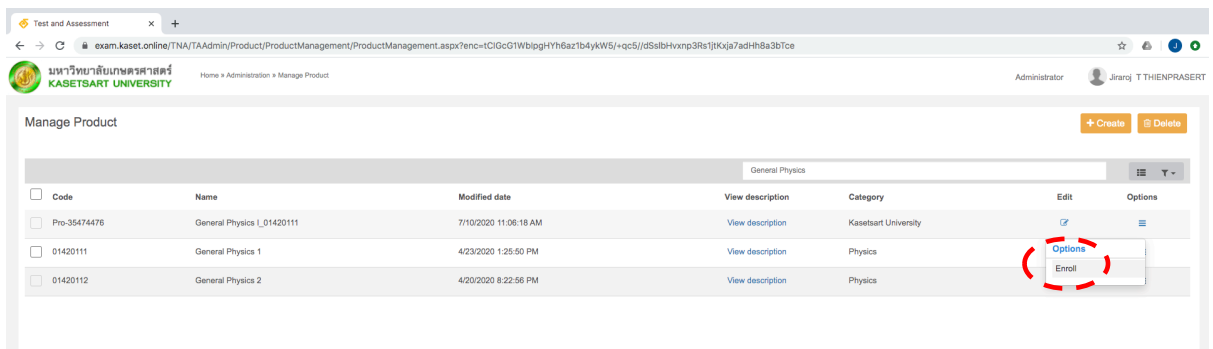 Test and Assessment
exam.kaset.online/TNA/TAAdmin/Product/ProductManagement/ProductManagement.aspx?enc=tCiGcG1WbIpgHYh6az1b4ykW5/+qc5//dSsIbHvxnp3Rs1jtKxja7adHh8a3bTce
มหาวิทยาลัยเกษตรศาสตร์
KASETSART UNIVERSITY
Home » Administration » Manage Product
Administrator
Jiraroj T THIENPRASERT
Manage Product
+ Create
Delete
General Physics
Code Name Modified date View description Category Edit Options
Pro-35474476 General Physics I_01420111 7/10/2020 11:06:18 AM View description Kasetsart University
01420111 General Physics 1 4/23/2020 1:25:50 PM View description Physics
Options
Enroll
01420112 General Physics 2 4/20/2020 8:22:56 PM View description Physics